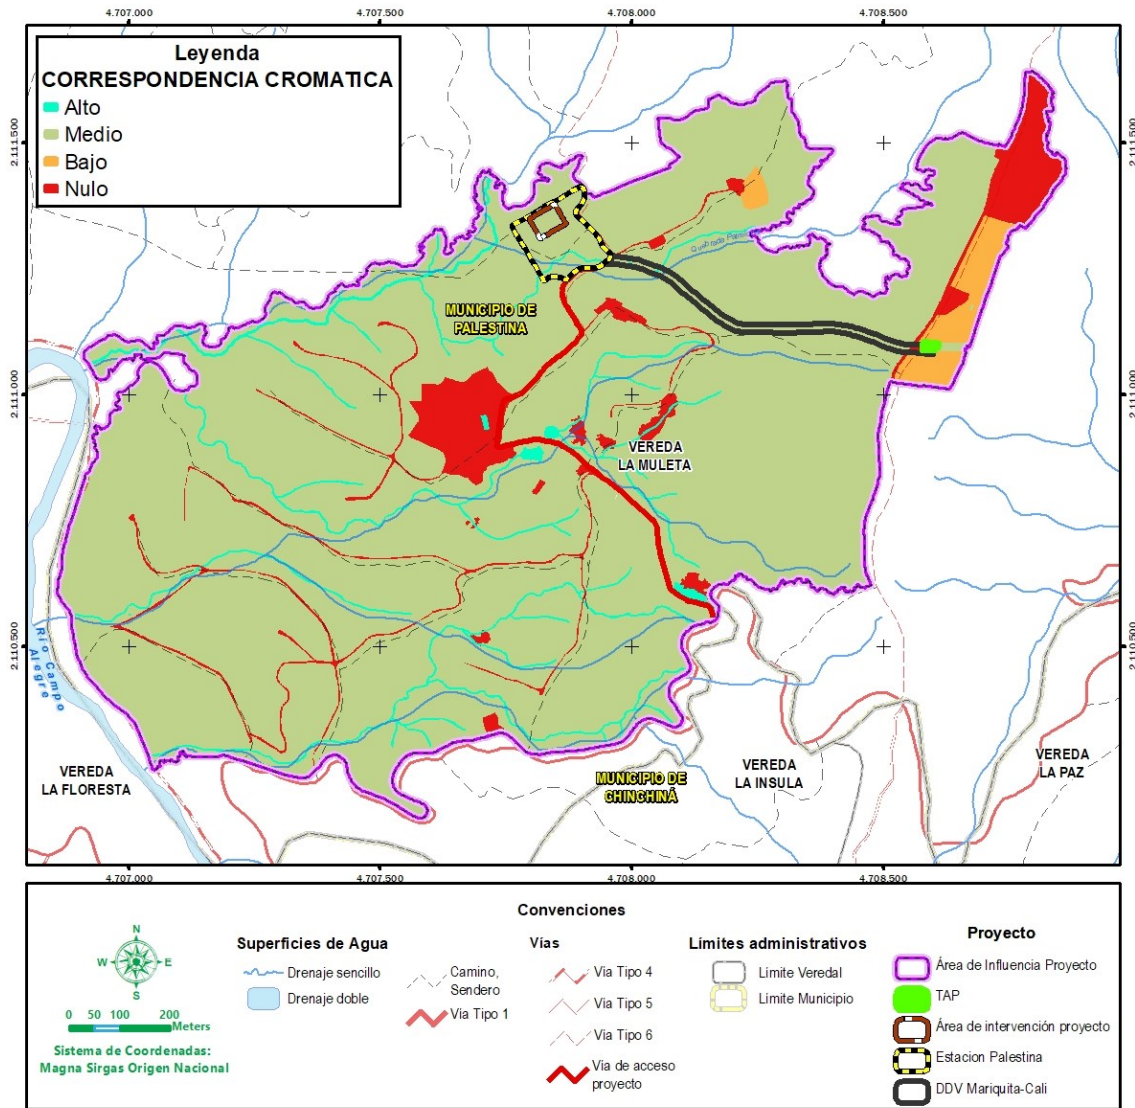 4.707.000
4.707.500
4.708.000
4.708.500
Leyenda
CORRESPONDENCIA CROMATICA
Alto
Medio
Bajo
Nulo
2.111.500
2.111.500
Quebrada
MUNICIPIO DE
PALESTINA
2.111.000
2.111.000
VEREDA
LA MULETA
2.110.500
2.110.500
Río Campo
Alegre
VEREDA
LA FLORESTA
MUNICIPIO DE
CHINCHINÁ
VEREDA
LA INSULA
VEREDA
LA PAZ
4.707.000
4.707.500
4.708.000
4.708.500
Convenciones
N
W
E
S
0 50 100 200
Meters
Sistema de Coordenadas:
Magna Sirgas Origen Nacional
Superficies de Agua
Drenaje sencillo
Drenaje doble
Vías
Camino,
Sendero
Via Tipo 1
Via Tipo 4
Via Tipo 5
Via Tipo 6
Via de acceso
proyecto
Límites administrativos
Limite Veredal
Limite Municipio
Proyecto
Área de Influencia Proyecto
TAP
Área de intervención proyecto
Estacion Palestina
DDV Mariquita-Cali